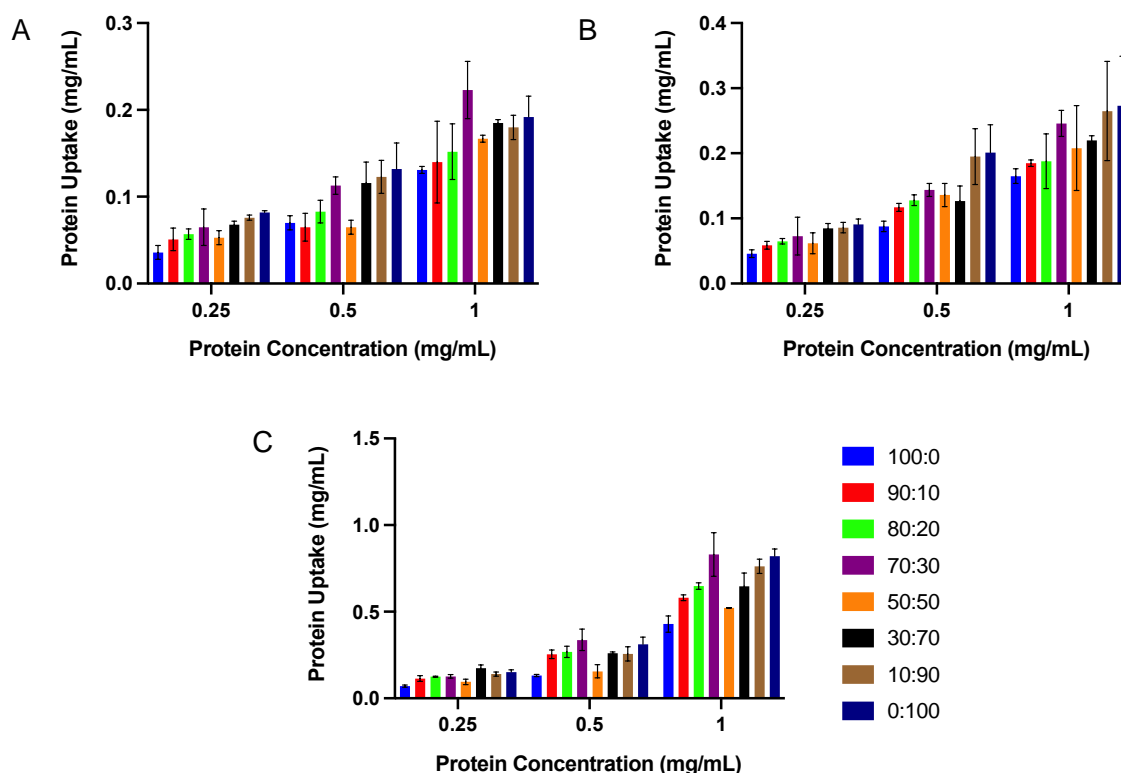 A
Protein Uptake (mg/mL)
0.3
0.2
0.1
0.0
0.25 0.5 1
Protein Concentration (mg/mL)
B
Protein Uptake (mg/mL)
0.4
0.3
0.2
0.1
0.0
0.25 0.5 1
Protein Concentration (mg/mL)
C
Protein Uptake (mg/mL)
1.5
1.0
0.5
0.0
0.25 0.5 1
Protein Concentration (mg/mL)
100:0
90:10
80:20
70:30
50:50
30:70
10:90
0:100